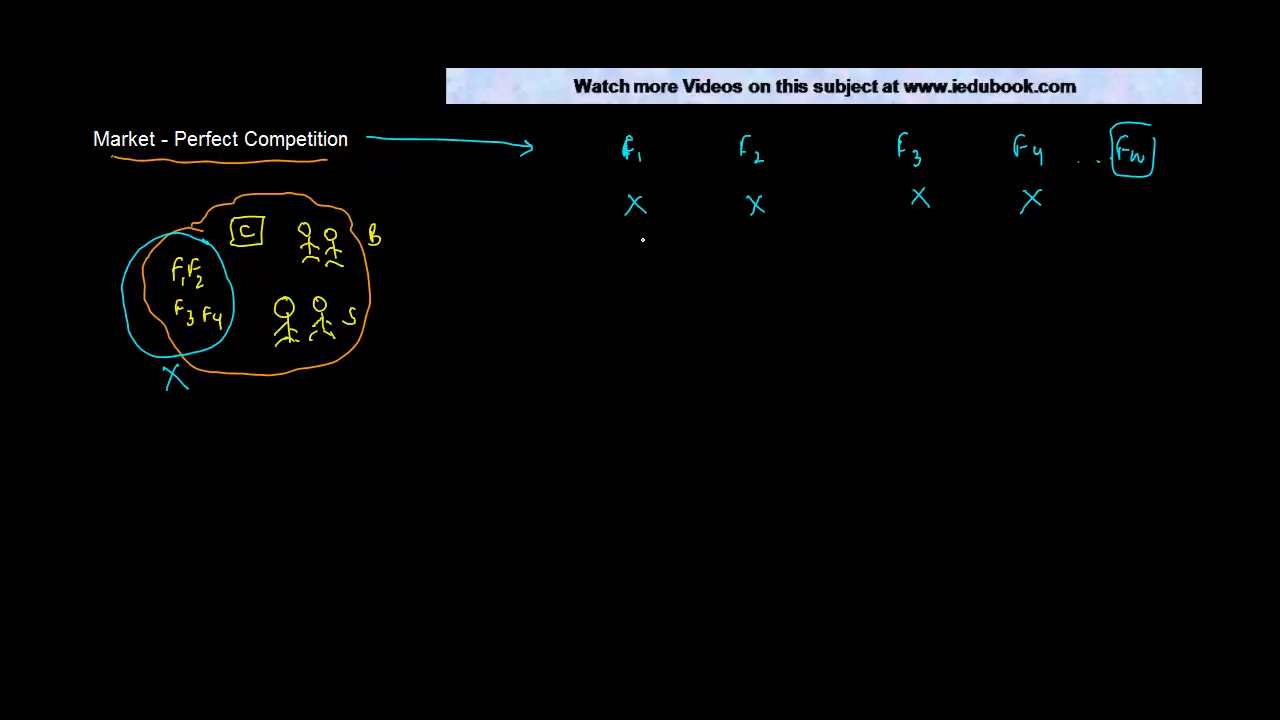 Watch more Videos on this subject at www.iedubook.com
Market - Perfect Competition
F1 F2 F3 F4 ... Fn
X X X X
C B
F1 F2
F3 F4 S
X